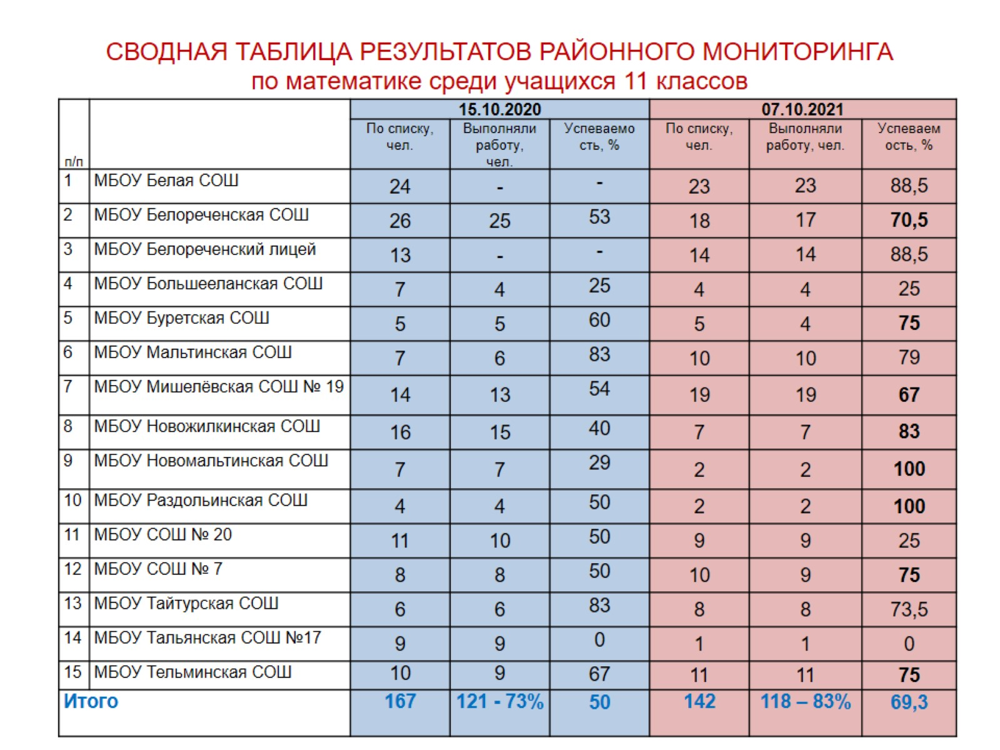 СВОДНАЯ ТАБЛИЦА РЕЗУЛЬТАТОВ РАЙОННОГО МОНИТОРИНГА
по математике среди учащихся 11 классов
15.10.2020 07.10.2021
п/п По списку, чел. Выполняли работу, чел. Успеваемо сть, % По списку, чел. Выполняли работу, чел. Успеваем ость, %
1 МБОУ Белая СОШ 24 - - 23 23 88,5
2 МБОУ Белореченская СОШ 26 25 53 18 17 70,5
3 МБОУ Белореченский лицей 13 - - 14 14 88,5
4 МБОУ Большееланская СОШ 7 4 25 4 4 25
5 МБОУ Буретская СОШ 5 5 60 5 4 75
6 МБОУ Мальтинская СОШ 7 6 83 10 10 79
7 МБОУ Мишелёвская СОШ № 19 14 13 54 19 19 67
8 МБОУ Новожилкинская СОШ 16 15 40 7 7 83
9 МБОУ Новомальтинская СОШ 7 7 29 2 2 100
10 МБОУ Раздольинская СОШ 4 4 50 2 2 100
11 МБОУ СОШ № 20 11 10 50 9 9 25
12 МБОУ СОШ № 7 8 8 50 10 9 75
13 МБОУ Тайтурская СОШ 6 6 83 8 8 73,5
14 МБОУ Тальянская СОШ №17 9 9 0 1 1 0
15 МБОУ Тельминская СОШ 10 9 67 11 11 75
Итого 167 121 - 73% 50 142 118 – 83% 69,3